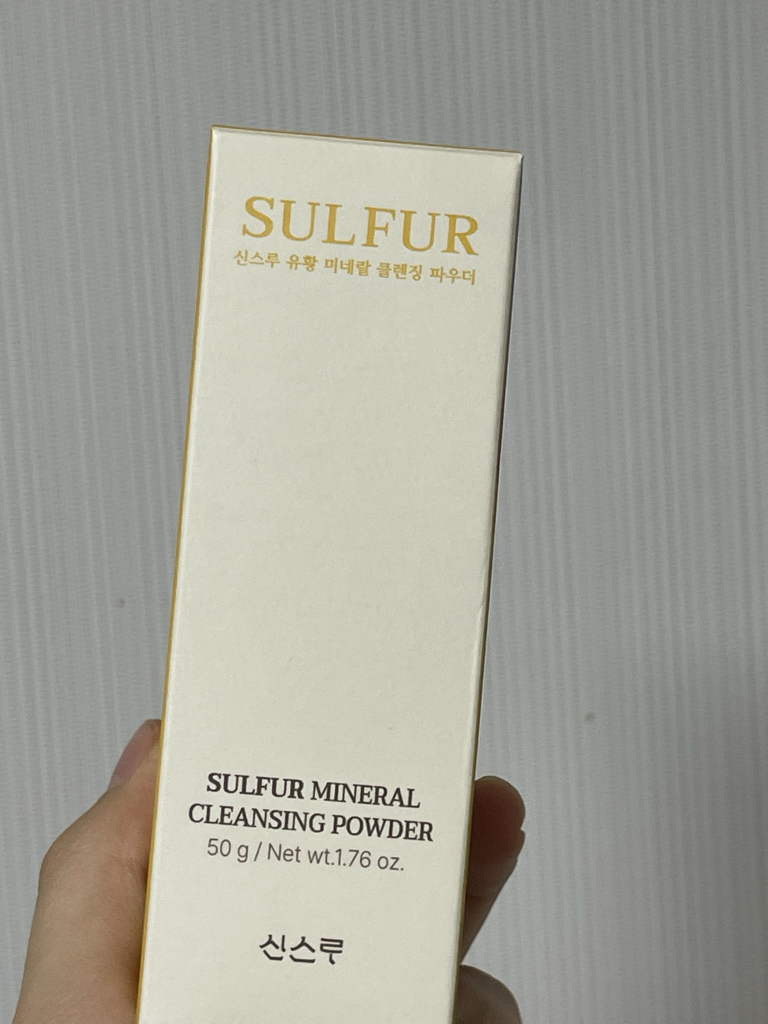 SULFUR
신스루 유황 미네랄 클렌징 파우더
SULFUR MINERAL
CLEANSING POWDER
50 g / Net wt.1.76 oz.
신스루